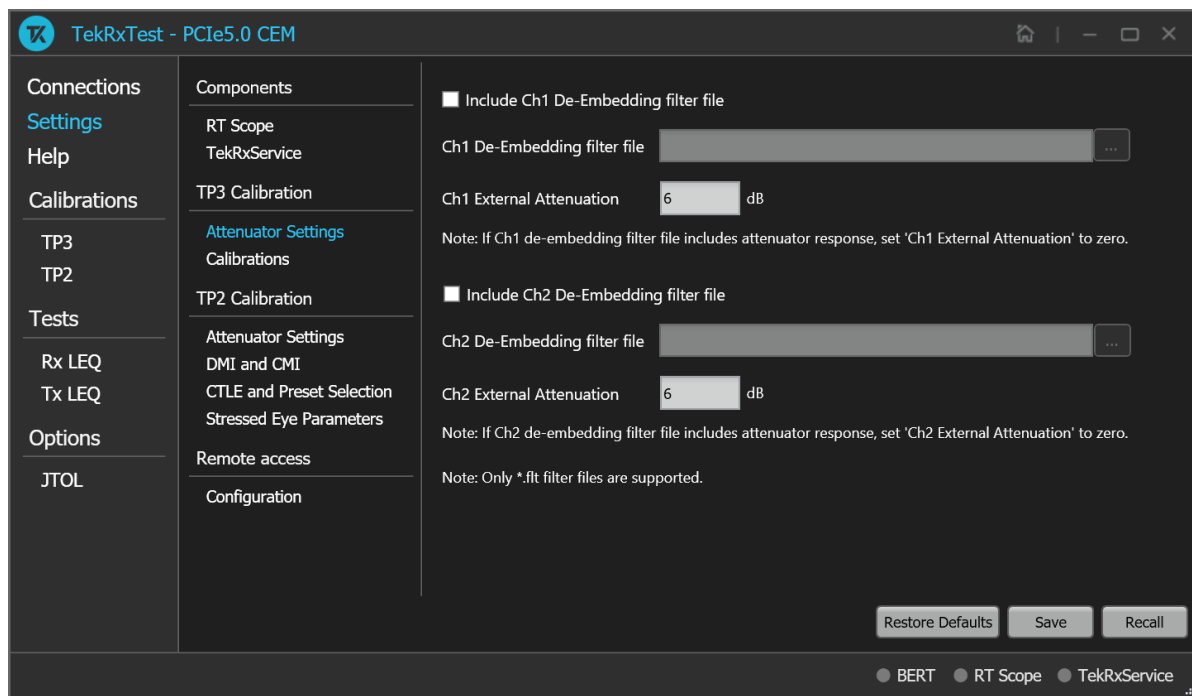 TekRxTest - PCIe5.0 CEM
Connections
Settings
Help
Calibrations
TP3
TP2
Tests
Rx LEQ
Tx LEQ
Options
JTOL
Components
RT Scope
TekRxService
TP3 Calibration
Attenuator Settings
Calibrations
TP2 Calibration
Attenuator Settings
DMI and CMI
CTLE and Preset Selection
Stressed Eye Parameters
Remote access
Configuration
Include Ch1 De-Embedding filter file
Ch1 De-Embedding filter file ...
Ch1 External Attenuation 6 dB
Note: If Ch1 de-embedding filter file includes attenuator response, set 'Ch1 External Attenuation' to zero.
Include Ch2 De-Embedding filter file
Ch2 De-Embedding filter file ...
Ch2 External Attenuation 6 dB
Note: If Ch2 de-embedding filter file includes attenuator response, set 'Ch2 External Attenuation' to zero.
Note: Only *.flt filter files are supported.
Restore Defaults Save Recall
BERT RT Scope TekRxService